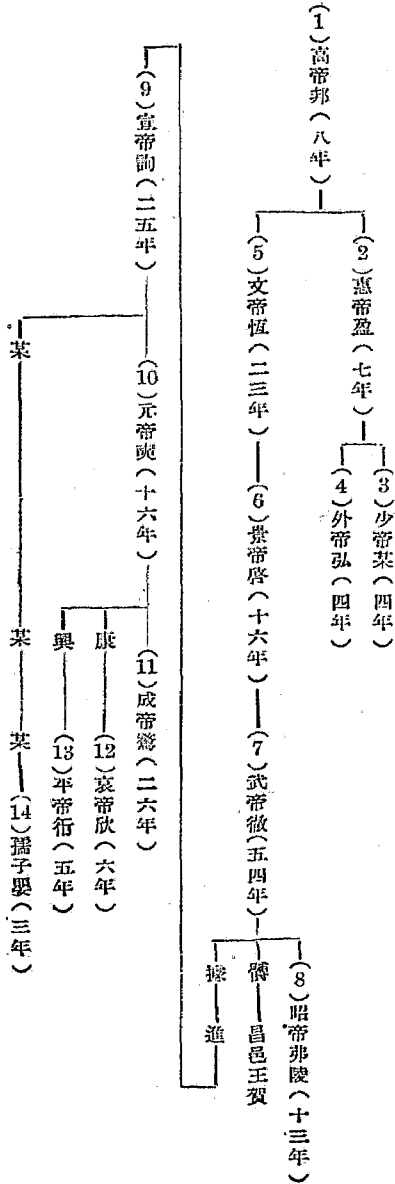 (1)高帝邦(八年)
(2)惠帝盈(七年)
(3)少帝某(四年)
(4)外帝弘(四年)
(5)文帝恆(二三年)
(6)景帝啓(十六年)
(7)武帝徹(五四年)
(8)昭帝弗陵(十三年)
髆
昌邑王賀
據
進
(9)宣帝詢(二五年)
(10)元帝奭(十六年)
(11)成帝驁(二六年)
康
(12)哀帝欣(六年)
興
(13)平帝衎(五年)
某
某
某
(14)孺子嬰(三年)